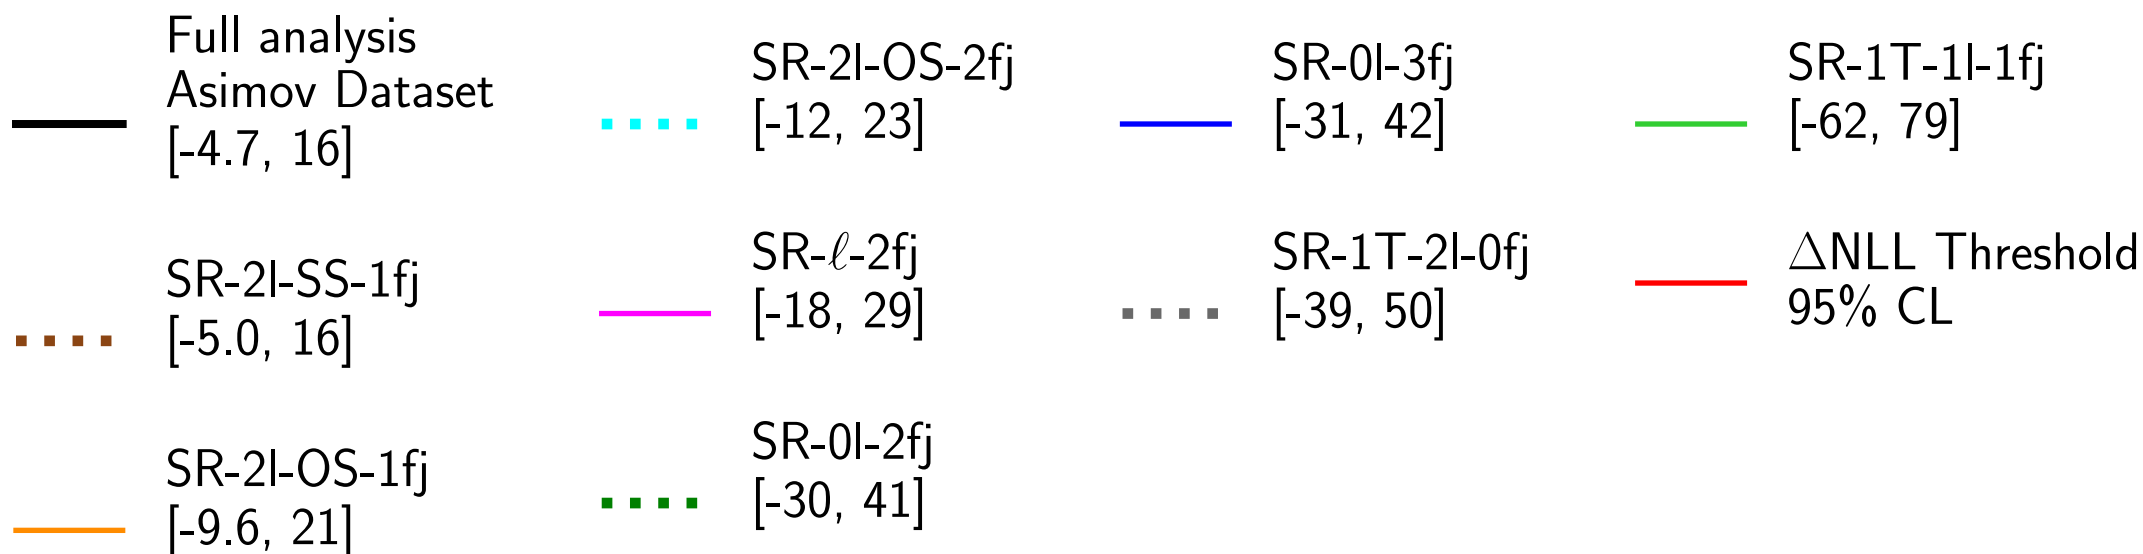 Full analysis
Asimov Dataset
[-4.7, 16]
SR-2l-SS-1fj
[-5.0, 16]
SR-2l-OS-1fj
[-9.6, 21]
SR-2l-OS-2fj
[-12, 23]
SR-ℓ-2fj
[-18, 29]
SR-0l-2fj
[-30, 41]
SR-0l-3fj
[-31, 42]
SR-1T-2l-0fj
[-39, 50]
SR-1T-1l-1fj
[-62, 79]
△NLL Threshold
95% CL